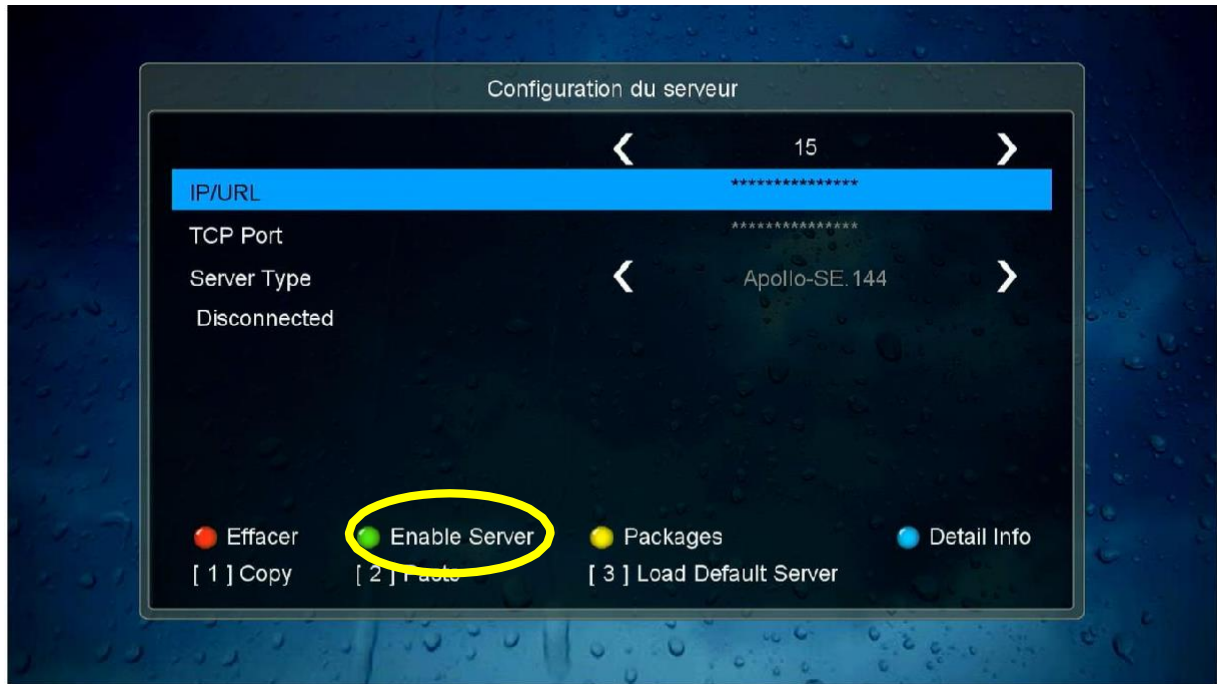 Configuration du serveur
15
IP/URL ***************
TCP Port ***************
Server Type Apollo-SE.144
Disconnected
Effacer Enable Server Packages Detail Info
[ 1 ] Copy [ 2 ] Paste [ 3 ] Load Default Server